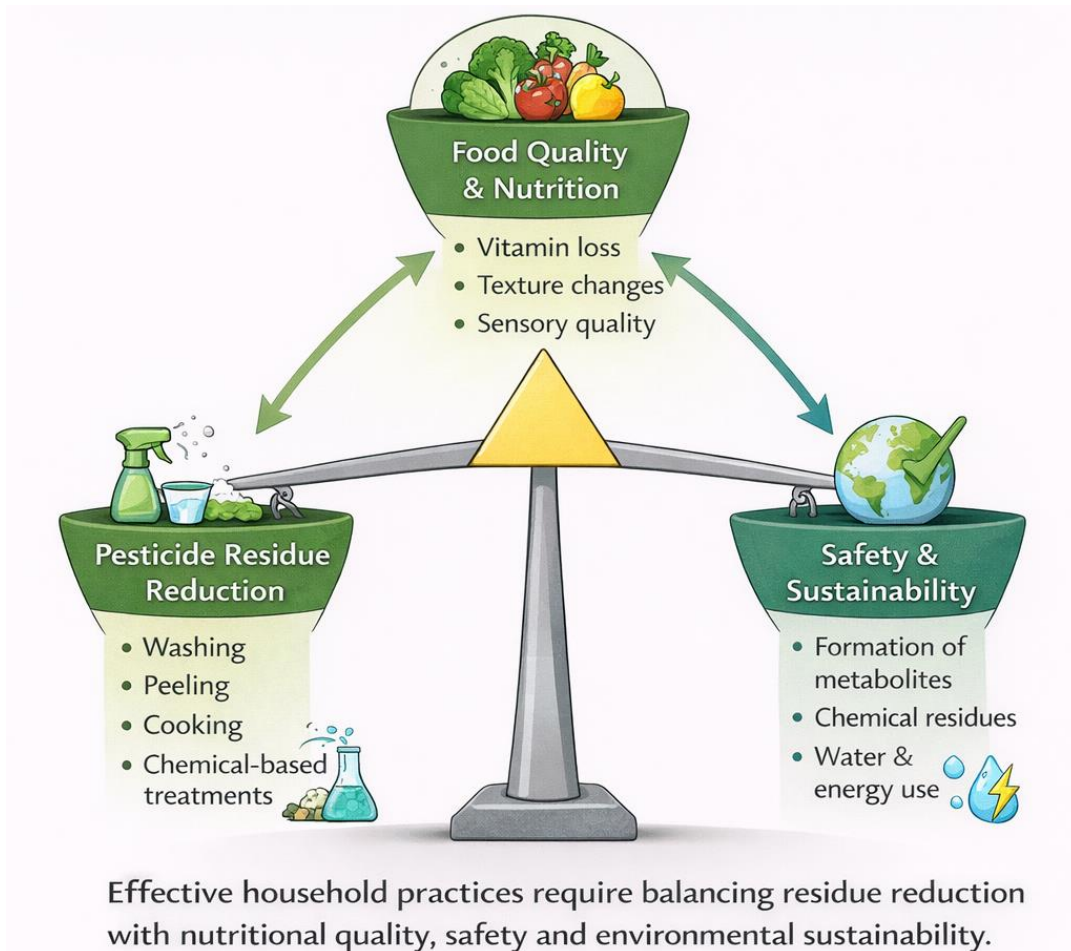 Food Quality
& Nutrition
• Vitamin loss
• Texture changes
• Sensory quality
Pesticide Residue
Reduction
• Washing
• Peeling
• Cooking
• Chemical-based
treatments
Safety &
Sustainability
• Formation of
metabolites
• Chemical residues
• Water &
energy use
Effective household practices require balancing residue reduction
with nutritional quality, safety and environmental sustainability.